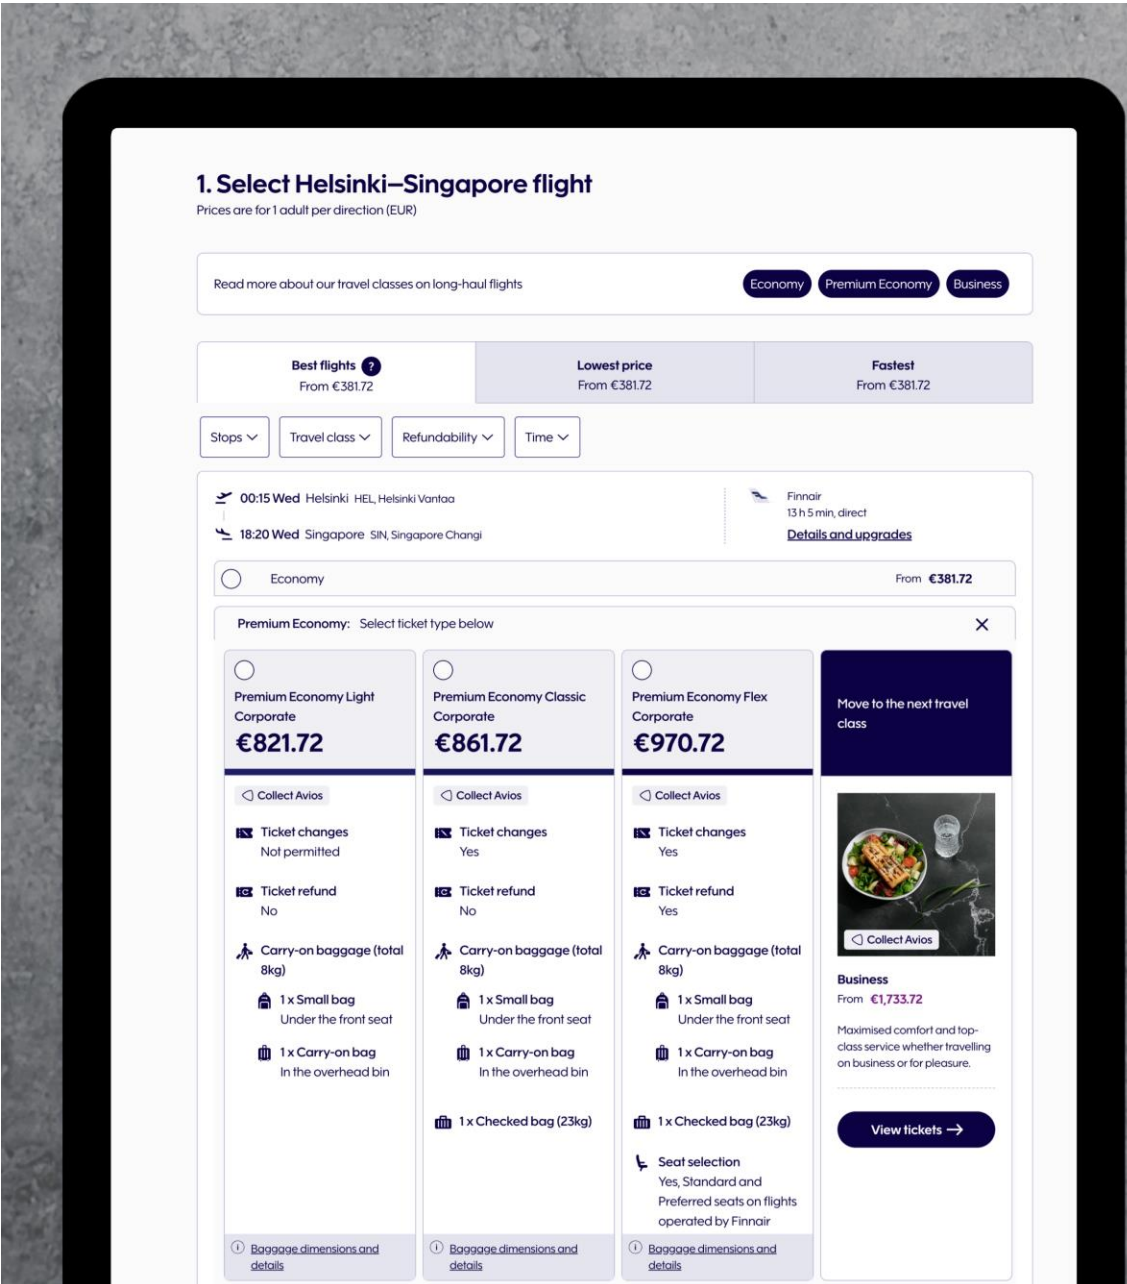 1. Select Helsinki–Singapore flight
Prices are for 1 adult per direction (EUR)
Read more about our travel classes on long-haul flights
Economy
Premium Economy
Business
Best flights ?
From €381.72
Lowest price
From €381.72
Fastest
From €381.72
Stops
Travel class
Refundability
Time
00:15 Wed Helsinki HEL, Helsinki Vantaa
18:20 Wed Singapore SIN, Singapore Changi
Finnair
13 h 5 min, direct
Details and upgrades
Economy
From €381.72
Premium Economy: Select ticket type below
Premium Economy Light
Corporate
€821.72
Collect Avios
Ticket changes
Not permitted
Ticket refund
No
Carry-on baggage (total
8kg)
1 x Small bag
Under the front seat
1 x Carry-on bag
In the overhead bin
Baggage dimensions and
details
Premium Economy Classic
Corporate
€861.72
Collect Avios
Ticket changes
Yes
Ticket refund
No
Carry-on baggage (total
8kg)
1 x Small bag
Under the front seat
1 x Carry-on bag
In the overhead bin
1 x Checked bag (23kg)
Baggage dimensions and
details
Premium Economy Flex
Corporate
€970.72
Collect Avios
Ticket changes
Yes
Ticket refund
Yes
Carry-on baggage (total
8kg)
1 x Small bag
Under the front seat
1 x Carry-on bag
In the overhead bin
1 x Checked bag (23kg)
Seat selection
Yes, Standard and
Preferred seats on flights
operated by Finnair
Baggage dimensions and
details
Move to the next travel
class
Collect Avios
Business
From €1,733.72
Maximised comfort and top-
class service whether travelling
on business or for pleasure.
View tickets